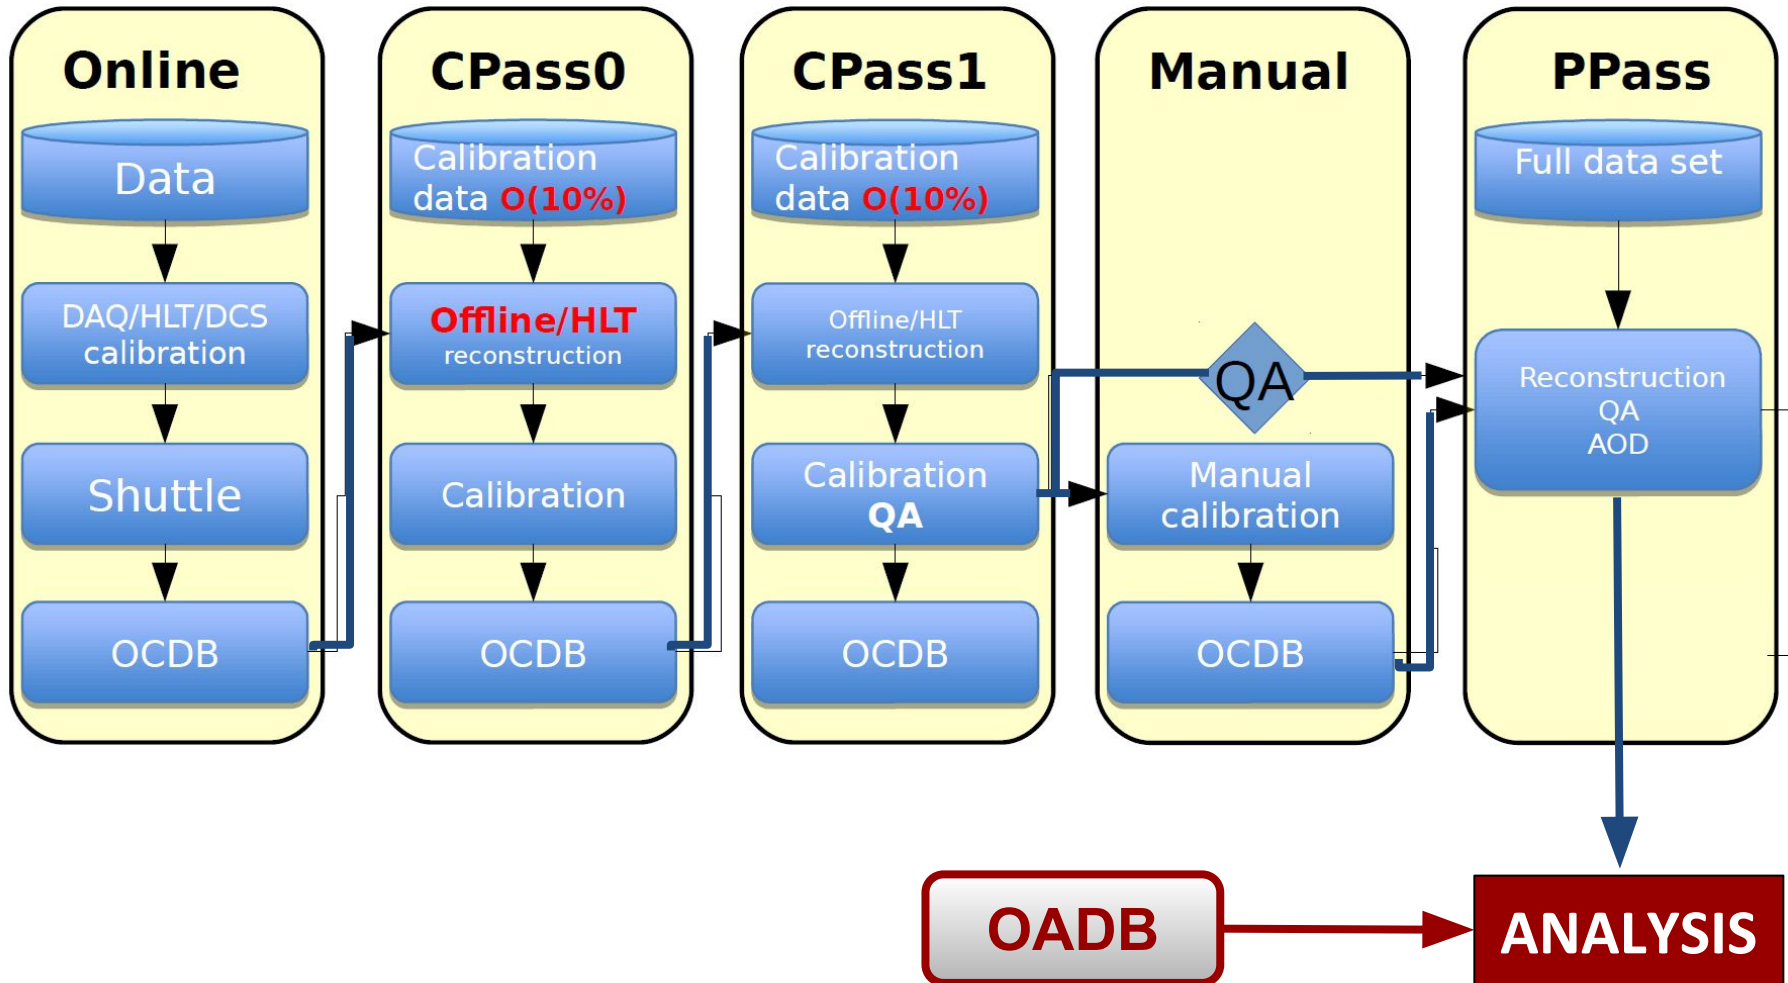 Online
Data
DAQ/HLT/DCS
calibration
Shuttle
OCDB
CPass0
Calibration
data O(10%)
Offline/HLT
reconstruction
Calibration
OCDB
CPass1
Calibration
data O(10%)
Offline/HLT
reconstruction
Calibration
QA
OCDB
Manual
QA
Manual
calibration
OCDB
PPass
Full data set
Reconstruction
QA
AOD
OADB
ANALYSIS